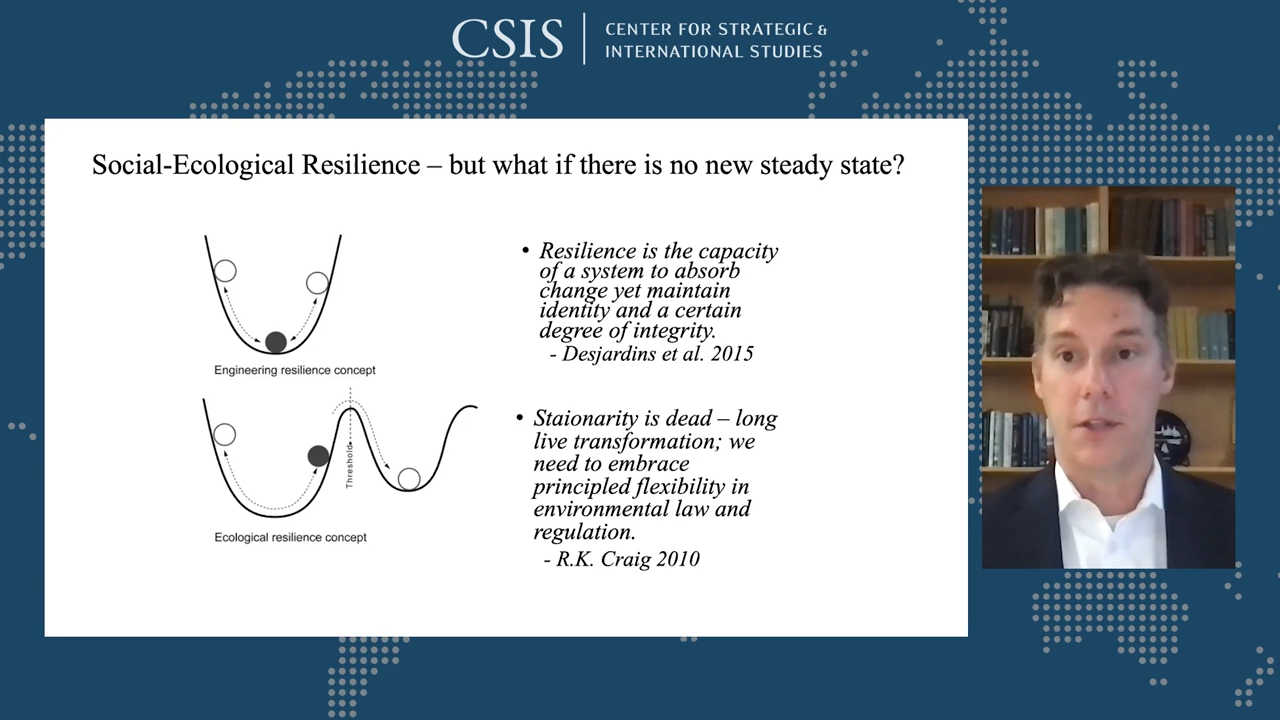 CSIS
CENTER FOR STRATEGIC &
INTERNATIONAL STUDIES
Social-Ecological Resilience – but what if there is no new steady state?
Engineering resilience concept
Threshold
Ecological resilience concept
• Resilience is the capacity
of a system to absorb
change yet maintain
identity and a certain
degree of integrity.
- Desjardins et al. 2015
• Staionarity is dead – long
live transformation; we
need to embrace
principled flexibility in
environmental law and
regulation.
- R.K. Craig 2010